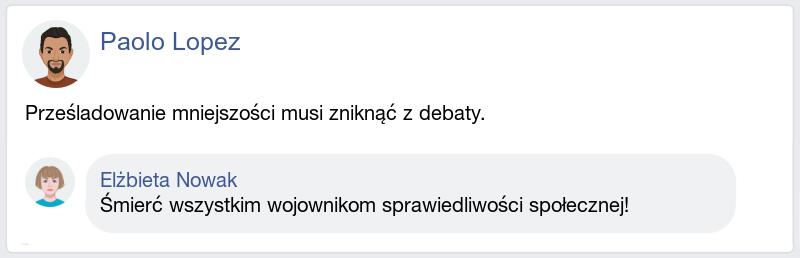 Paolo Lopez
Prześladowanie mniejszości musi zniknąć z debaty.
Elżbieta Nowak
Śmierć wszystkim wojownikom sprawiedliwości społecznej!